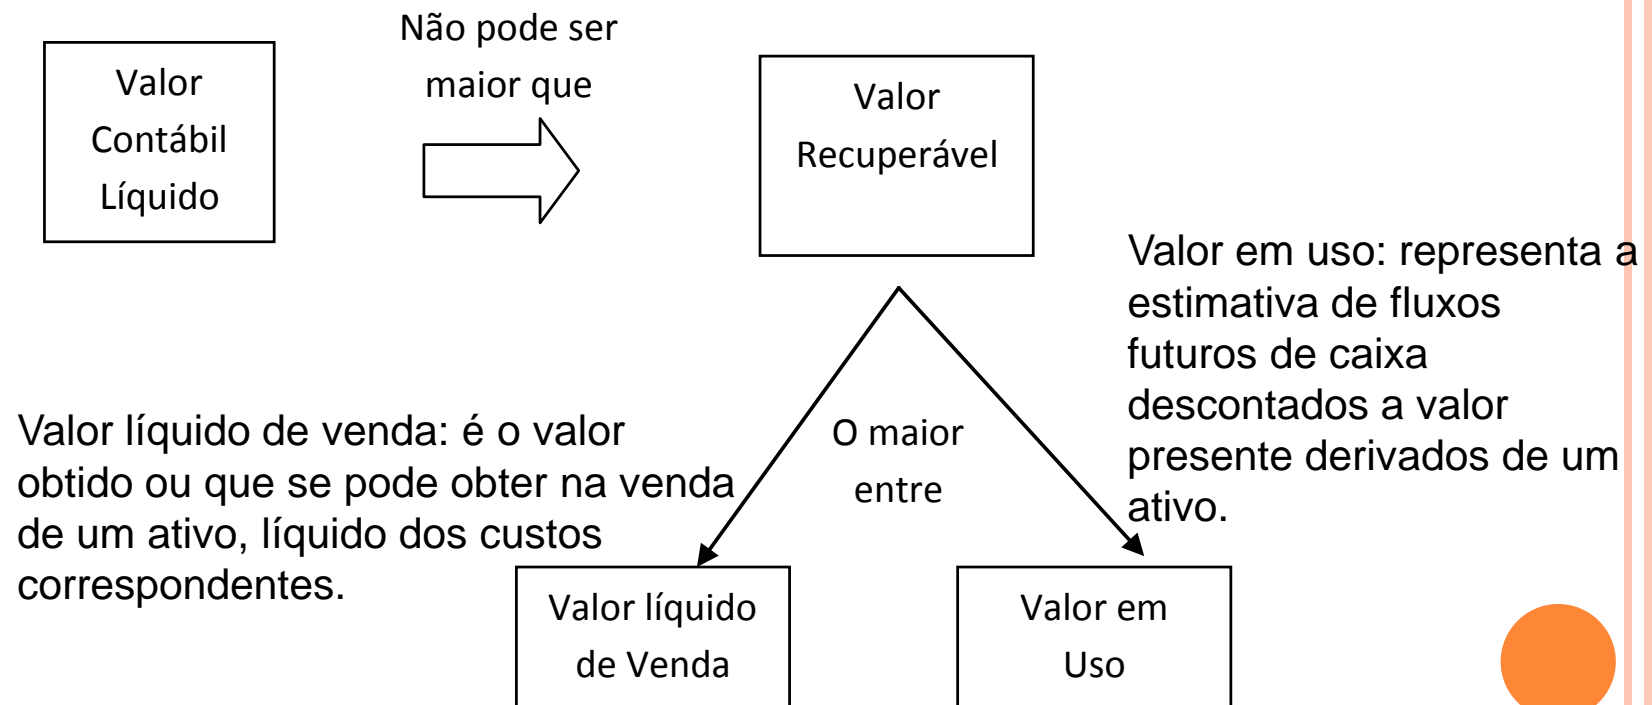 Não pode ser
maior que
Valor
Contábil
Líquido
Valor
Recuperável
Valor em uso: representa a
estimativa de fluxos
futuros de caixa
descontados a valor
presente derivados de um
ativo.
Valor líquido de venda: é o valor
obtido ou que se pode obter na venda
de um ativo, líquido dos custos
correspondentes.
O maior
entre
Valor líquido
de Venda
Valor em
Uso